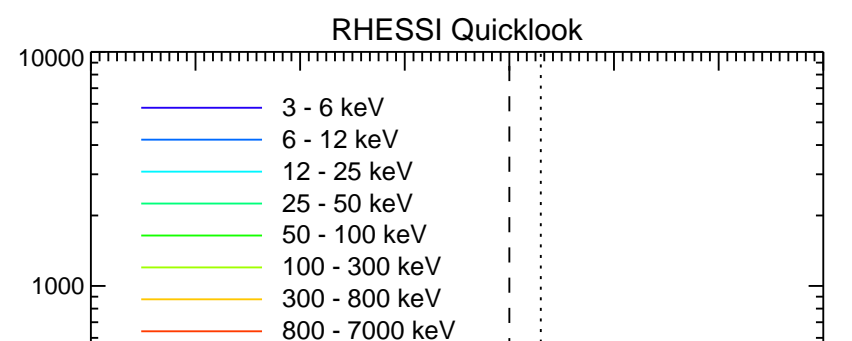 RHESSI Quicklook
10000
3 - 6 keV
6 - 12 keV
12 - 25 keV
25 - 50 keV
50 - 100 keV
100 - 300 keV
1000
300 - 800 keV
800 - 7000 keV